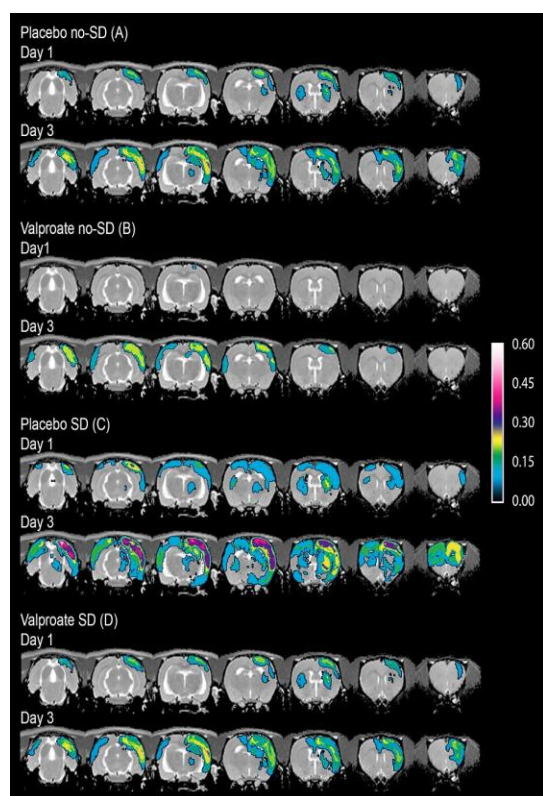 Placebo no-SD (A)
Day 1
Day 3
Valproate no-SD (B)
Day1
Day 3
Placebo SD (C)
Day 1
Day 3
Valproate SD (D)
Day 1
Day 3
0.60
0.45
0.30
0.15
0.00